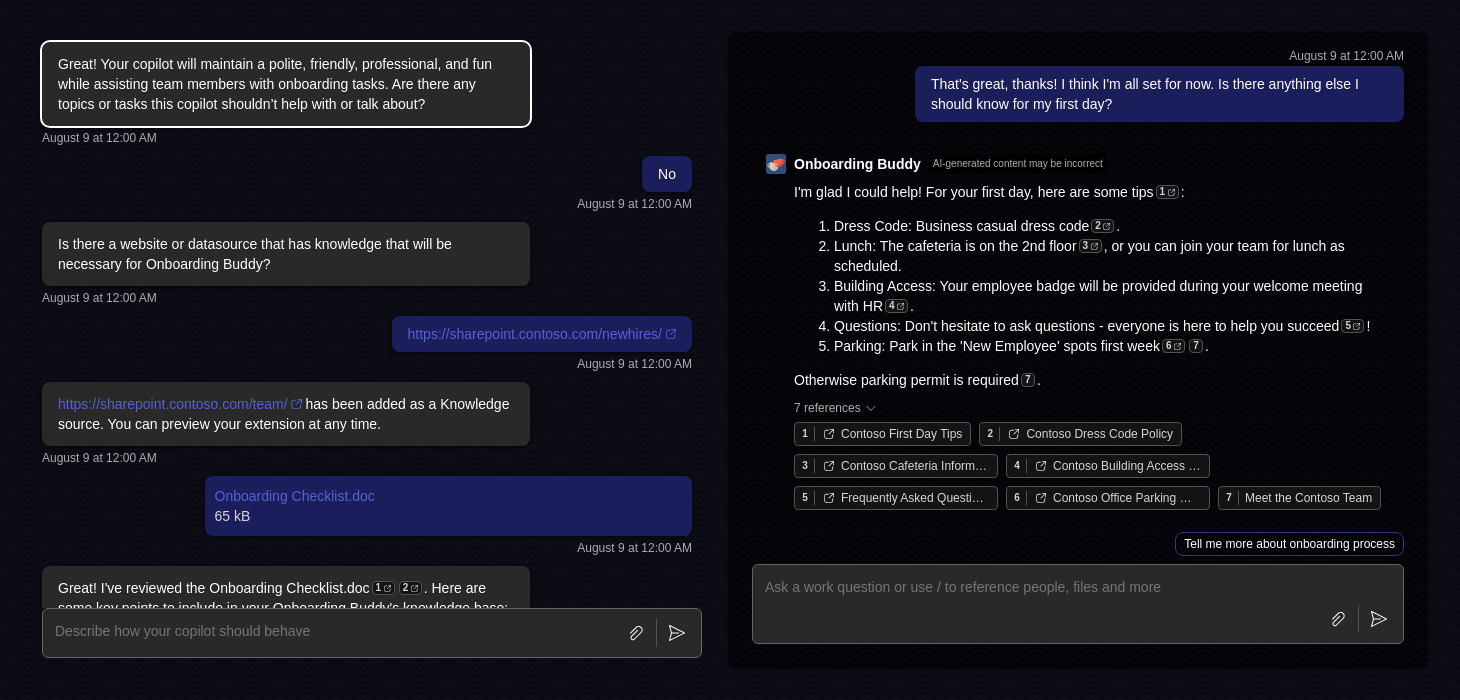 Great! Your copilot will maintain a polite, friendly, professional, and fun
while assisting team members with onboarding tasks. Are there any
topics or tasks this copilot shouldn't help with or talk about?
August 9 at 12:00 AM
No
August 9 at 12:00 AM
Is there a website or datasource that has knowledge that will be
necessary for Onboarding Buddy?
August 9 at 12:00 AM
https://sharepoint.contoso.com/newhires/
August 9 at 12:00 AM
https://sharepoint.contoso.com/team/ has been added as a Knowledge
source. You can preview your extension at any time.
August 9 at 12:00 AM
Onboarding Checklist.doc
65 kB
August 9 at 12:00 AM
Great! I've reviewed the Onboarding Checklist.doc 1 2 . Here are
some key points to include in your Onboarding Buddy's knowledge base:
Describe how your copilot should behave
August 9 at 12:00 AM
That's great, thanks! I think I'm all set for now. Is there anything else I
should know for my first day?
Onboarding Buddy AI-generated content may be incorrect
I'm glad I could help! For your first day, here are some tips 1 :
1. Dress Code: Business casual dress code 2 .
2. Lunch: The cafeteria is on the 2nd floor 3 , or you can join your team for lunch as
scheduled.
3. Building Access: Your employee badge will be provided during your welcome meeting
with HR 4 .
4. Questions: Don't hesitate to ask questions - everyone is here to help you succeed 5 !
5. Parking: Park in the 'New Employee' spots first week 6 7 .
Otherwise parking permit is required 7 .
7 references
1 Contoso First Day Tips 2 Contoso Dress Code Policy
3 Contoso Cafeteria Inform… 4 Contoso Building Access …
5 Frequently Asked Questi… 6 Contoso Office Parking … 7 Meet the Contoso Team
Tell me more about onboarding process
Ask a work question or use / to reference people, files and more